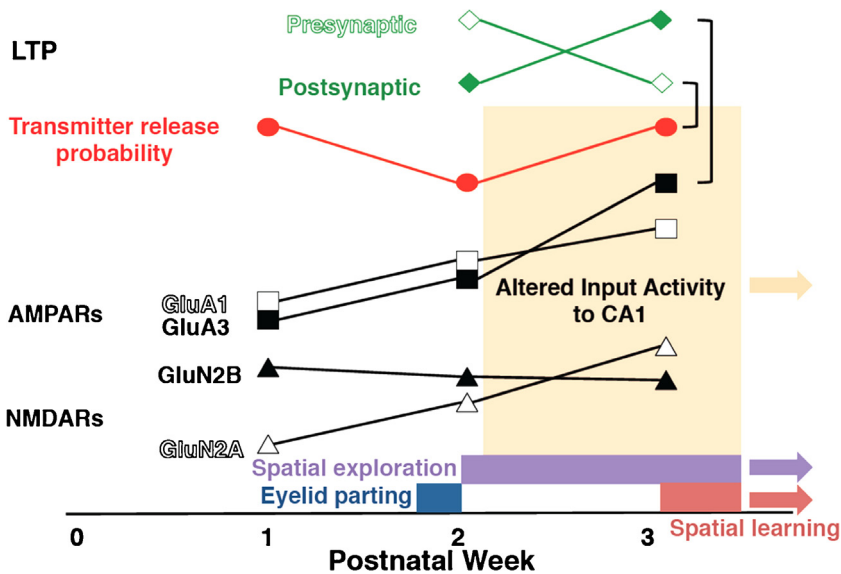 Presynaptic
LTP
Postsynaptic
Transmitter release
probability
Altered Input Activity
to CA1
GluA1
AMPARs
GluA3
GluN2B
NMDARs
GluN2A
Spatial exploration
Eyelid parting
Spatial learning
0 1 2 3
Postnatal Week